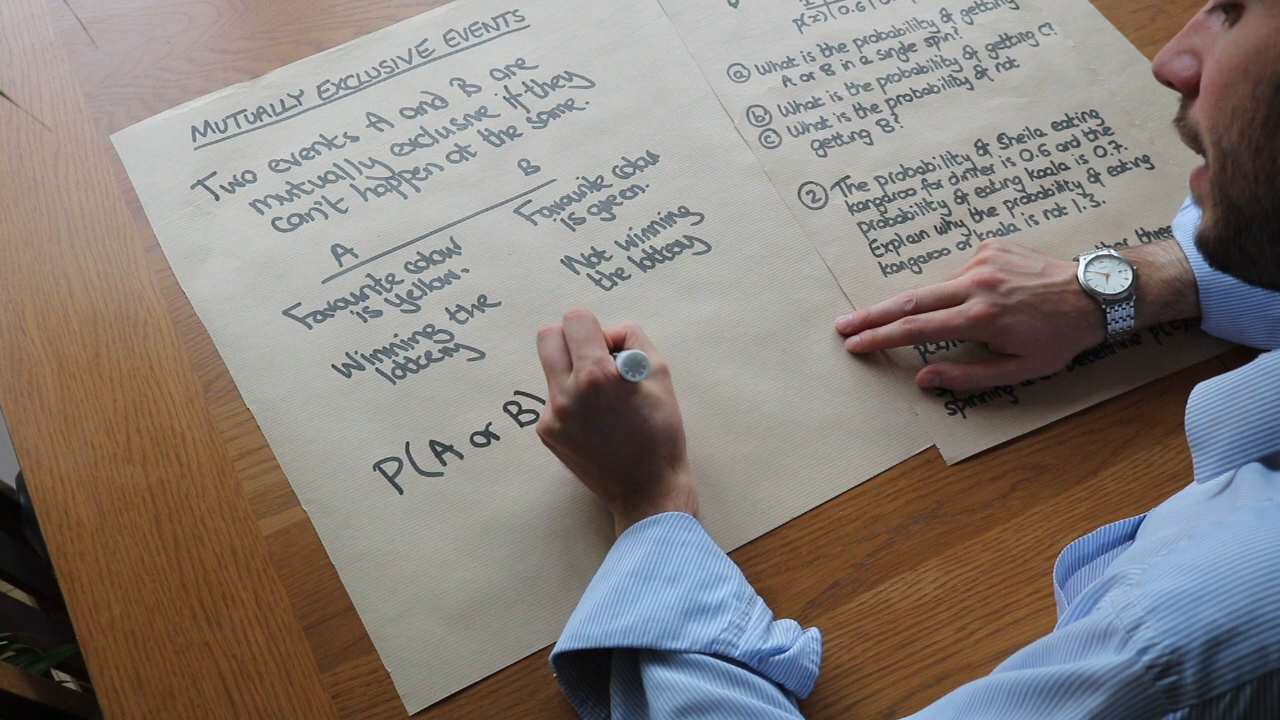 MUTUALLY EXCLUSIVE EVENTS
Two events A and B are
mutually exclusive if they
can't happen at the same.
A B
Favourite colour
is yellow.
Favourite colour
is green.
Winning the
lottery
Not winning
the lottery
P(A or B)
p(x) 0.6
a What is the probability of getting
A or B in a single spin?
b What is the probability of getting C?
c What is the probability of not
getting B?
2 The probability of Sheila eating
kangaroo for dinner is 0.6 and the
probability of eating koala is 0.7.
Explain why the probability of eating
kangaroo or koala is not 1.3.
p(x)
spinning